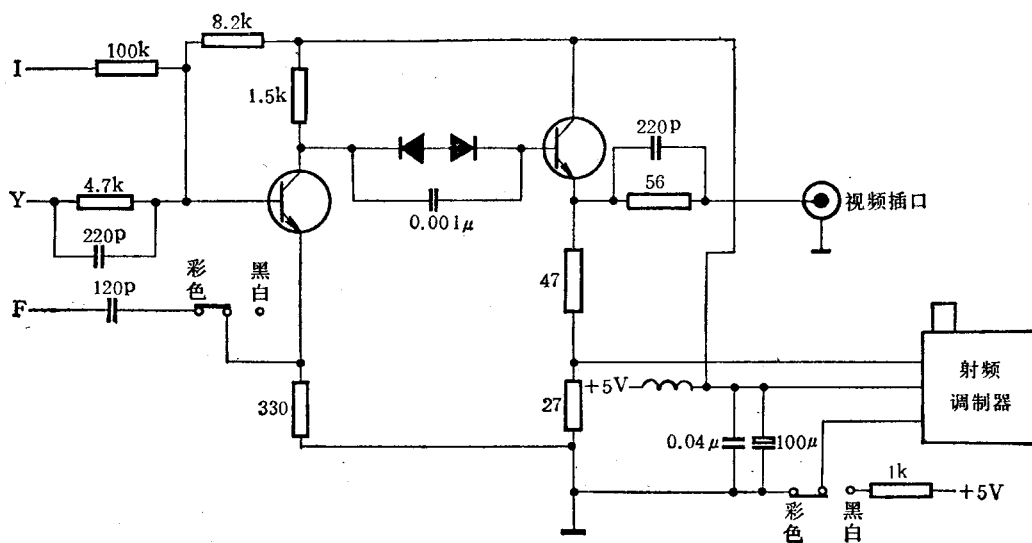 8.2k
I
100k
1.5k
220p
4.7k
56
Y
视频插口
220p
0.001μ
彩色
黑白
47
120p
F
射频
调制器
+5V
330
27
0.04μ
100μ
1k
+5V
彩色
黑白